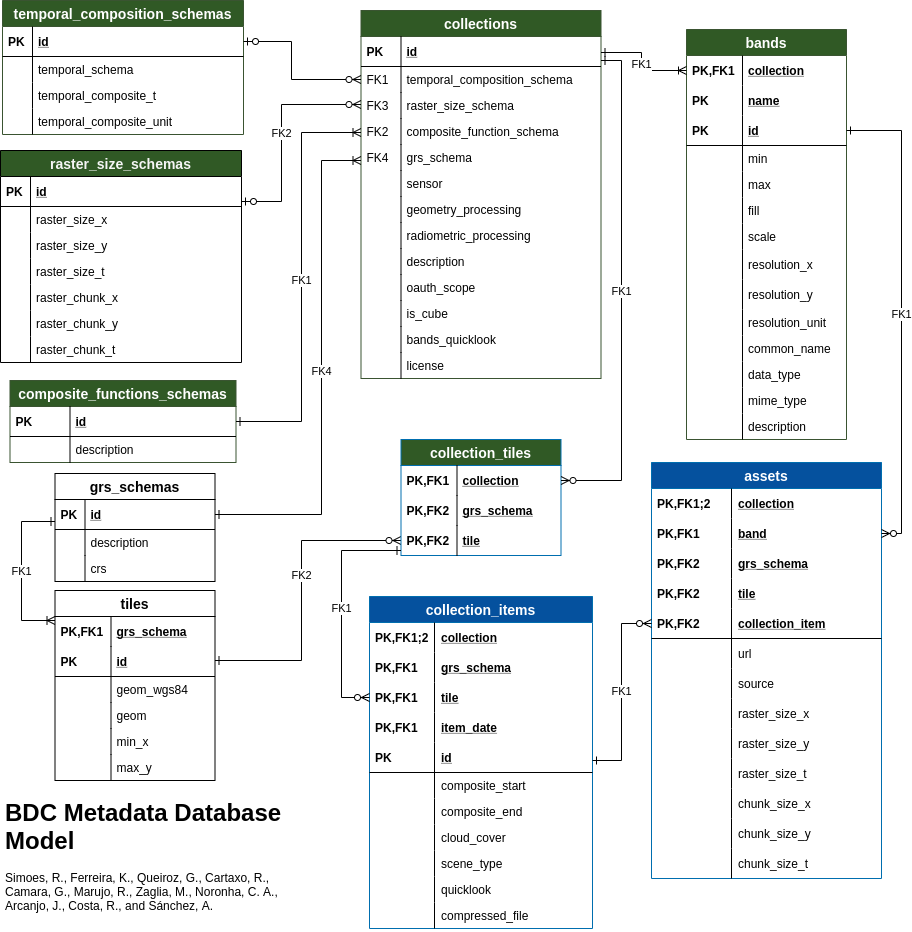 temporal_composition_schemas
PK id
temporal_schema
temporal_composite_t
temporal_composite_unit
raster_size_schemas
PK id
raster_size_x
raster_size_y
raster_size_t
raster_chunk_x
raster_chunk_y
raster_chunk_t
composite_functions_schemas
PK id
description
grs_schemas
PK id
description
crs
tiles
PK,FK1 grs_schema
PK id
geom_wgs84
geom
min_x
max_y
collections
PK id
FK1 temporal_composition_schema
FK3 raster_size_schema
FK2 composite_function_schema
FK4 grs_schema
sensor
geometry_processing
radiometric_processing
description
oauth_scope
is_cube
bands_quicklook
license
collection_tiles
PK,FK1 collection
PK,FK2 grs_schema
PK,FK2 tile
collection_items
PK,FK1;2 collection
PK,FK1 grs_schema
PK,FK1 tile
PK,FK1 item_date
PK id
composite_start
composite_end
cloud_cover
scene_type
quicklook
compressed_file
bands
PK,FK1 collection
PK name
PK id
min
max
fill
scale
resolution_x
resolution_y
resolution_unit
common_name
data_type
mime_type
description
assets
PK,FK1;2 collection
PK,FK1 band
PK,FK2 grs_schema
PK,FK2 tile
PK,FK2 collection_item
url
source
raster_size_x
raster_size_y
raster_size_t
chunk_size_x
chunk_size_y
chunk_size_t
FK1
FK2
FK1
FK1
FK1
FK4
FK1
FK2
FK1
FK1
BDC Metadata Database
Model
Simoes, R., Ferreira, K., Queiroz, G., Cartaxo, R.,
Camara, G., Marujo, R., Zaglia, M., Noronha, C. A.,
Arcanjo, J., Costa, R., and Sánchez, A.